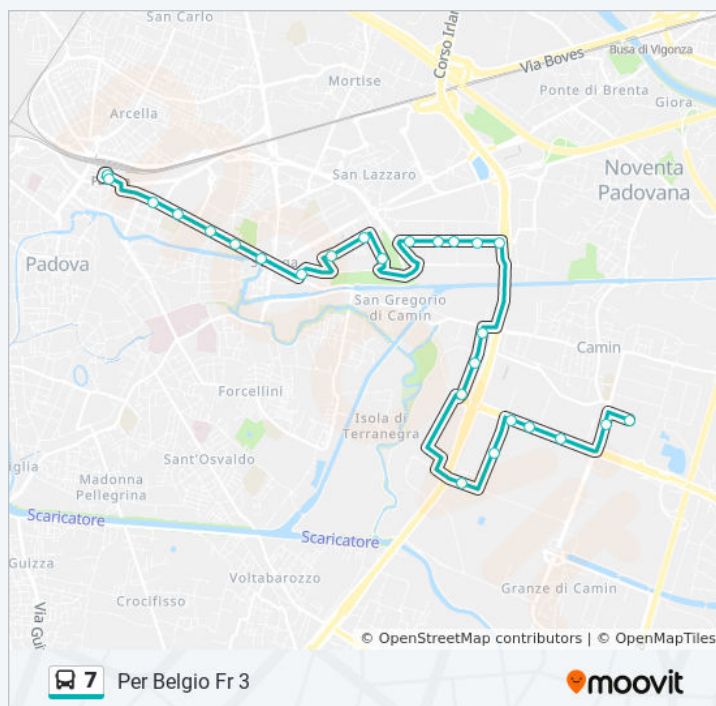 San Carlo
Corso Irlan
Via Boves
Busa di Vigonza
Mortise
Ponte di Brenta
Giora
Arcella
San Lazzaro
Noventa
Padovana
Padova
San Gregorio
di Camin
Camin
Forcellini
Isola di
Terranegra
Sant'Osvaldo
Madonna
Pellegrina
Scaricatore
Scaricatore
Guizza
Voltabarozzo
Crocifisso
Granze di Camin
Via Gui
© OpenStreetMap contributors | © OpenMapTiles
7 Per Belgio Fr 3
moovit